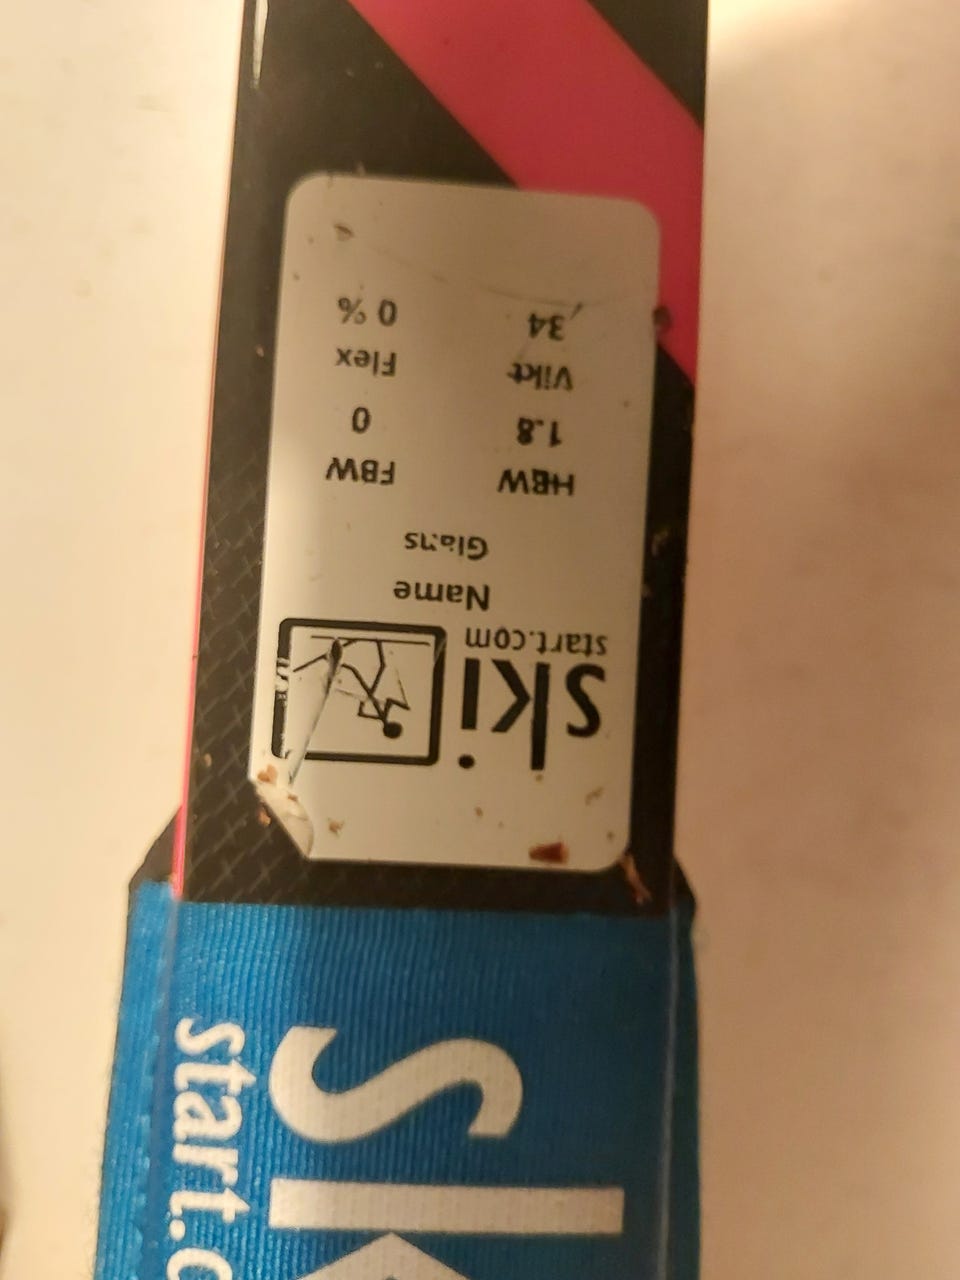 ski
start.com
Name
Glans
HBW FBW
1.8 0
Vikt Flex
34 0 %
sk
start.c